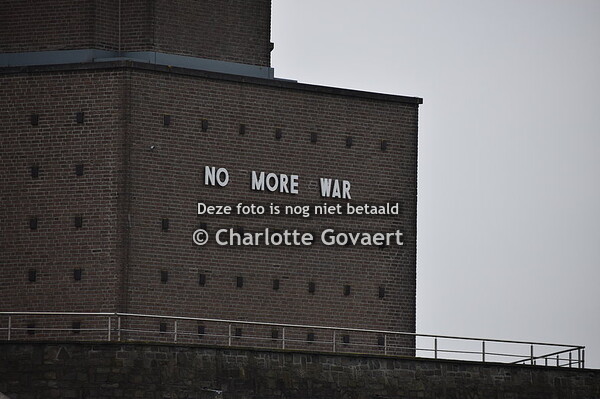 NO MORE WAR
Deze foto is nog niet betaald
© Charlotte Govaert